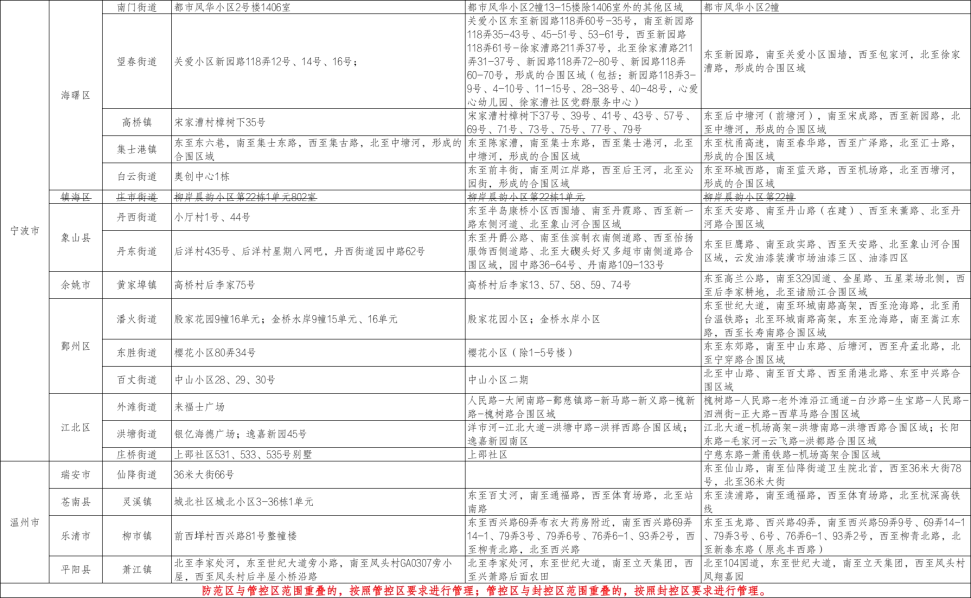 南门街道 都市风华小区2号楼1406室 都市风华小区2幢13-15楼除1406室外的其他区域 都市风华小区2幢
关爱小区东至新园路118弄60号-35号，南至新园路
118弄35-43号、45-51号、53-61号，西至新园路
118弄61号-徐家漕路211弄37号，北至徐家漕路211
弄31-37号、新园路118弄72-80号、新园路118弄
60-70号，形成的合围区域（包括：新园路118弄3-
9号、4-10号、11-15号、28-38号、40-48号，心爱
心幼儿园、徐家漕社区党群服务中心）
望春街道 关爱小区新园路118弄12号、14号、16号；
东至新园路，南至关爱小区围墙，西至包家河，北至徐家
漕路，形成的合围区域
海曙区
高桥镇 宋家漕村樟树下35号
宋家漕村樟树下37号、39号、41号、43号、57号、
69号、71号、73号、75号、77号、79号
东至后中塘河（前塘河），南至宋成路，西至新园路，北
至中塘河，形成的合围区域
集士港镇
东至东六巷，南至集士东路，西至集古路，北至中塘河，形成的
合围区域
东至陈家漕，南至集士东路，西至集士港河，北至
中塘河，形成的合围区域
东至杭甬高速，南至春华路，西至广泽路，北至汇士路，
形成的合围区域
白云街道 奥创中心1栋
东至前丰街，南至周江岸路，西至后王河，北至公
园街，形成的合围区域
东至环城西路，南至蓝天路，西至机场路，北至西塘河，
形成的合围区域
宁波市
镇海区 庄市街道 柳岸晨韵小区第22栋1单元802室 柳岸晨韵小区第22栋1单元 柳岸晨韵小区第22幢
象山县
丹西街道 小厅村1号、44号
东至半岛康桥小区西围墙、南至丹霞路、西至新一
路东侧河道、北至象山河合围区域
东至天安路、南至丹山路（在建）、西至来薰路、北至丹
河路合围区域
丹东街道 后洋村435号、后洋村星期八网吧，丹西街道园中路62号
东至丹爵公路、南至佳滨制衣南侧道路、西至怡扬
服饰西侧道路、北至大碶头好又多超市南侧道路合
围区域，园中路36-64号、丹南路109-133号
东至巨鹰路、南至政实路、西至天安路、北至象山河合围
区域，云发油漆装潢市场油漆三区、油漆四区
余姚市 黄家埠镇 高桥村后李家75号 高桥村后李家13、57、58、59、74号
东至高兰公路，南至329国道、金星路、五星菜场北侧，西
至后李家耕地，北至诸励江合围区域
鄞州区
潘火街道 殷家花园9幢16单元；金桥水岸9幢15单元、16单元 殷家花园小区；金桥水岸小区
东至世纪大道，南至环城南路高架，西至沧海路，北至甬
台温铁路；北至环城南路高架，东至沧海路，南至嵩江东
路，西至长寿南路合围区域
东胜街道 樱花小区80弄34号 樱花小区（除1-5号楼）
东至东郊路，南至中山东路、后塘河，西至舟孟北路，北
至宁穿路合围区域
百丈街道 中山小区28、29、30号 中山小区二期
北至中山路、南至百丈路、西至甬港北路、东至中兴路合
围区域
江北区
外滩街道 来福士广场
人民路-大闸南路-鄞慈镇路-新马路-新义路-槐新
路-槐树路合围区域
槐树路-人民路-老外滩沿江通道-白沙路-生宝路-人民路-
泗洲街-正大路-西草马路合围区域
洪塘街道 银亿海德广场；逸嘉新园45号
洋市河-江北大道-洪塘中路-洪祥西路合围区域；
逸嘉新园南区
江北大道-机场高架-洪塘南路-洪塘西路合围区域；长阳
东路-毛家河-云飞路-洪都路合围区域
庄桥街道 上邵社区531、533、535号别墅 上邵社区 宁慈东路-萧甬铁路-机场高架合围区域
温州市
瑞安市 仙降街道 36米大街66号
东至仙山路，南至仙降街道卫生院北首，西至36米大街78
号，北至36米大街
苍南县 灵溪镇 城北社区城北小区3-36栋1单元
东至百丈河，南至通福路，西至体育场路，北至站
南路
东至渎浦路，南至通福路，西至体育场路，北至杭深高铁
线
乐清市 柳市镇 前西垟村西兴路81号整幢楼
东至西兴路69弄布衣大药房附近，南至西兴路69弄
14-1、79弄3号、79弄6号、76弄6-1、93弄2号，西
至柳青北路，北至西兴路
东至玉龙路、西兴路49弄，南至西兴路59弄9号、69弄14-
1、79弄3号、6号、76弄6-1、93弄2号，西至柳青北路，北
至新泰东路（原兆丰西路）
平阳县 萧江镇
北至李家处河，东至世纪大道旁小路，南至凤头村GA0307旁小
屋，西至凤头村后半屋小桥沿路
北至李家处河，东至世纪大道，南至立天集团，西
至兴萧路后面农田
北至104国道，东至世纪大道，南至立天集团，西至凤头村
凤翔嘉园
防范区与管控区范围重叠的，按照管控区要求进行管理；管控区与封控区范围重叠的，按照封控区要求进行管理。